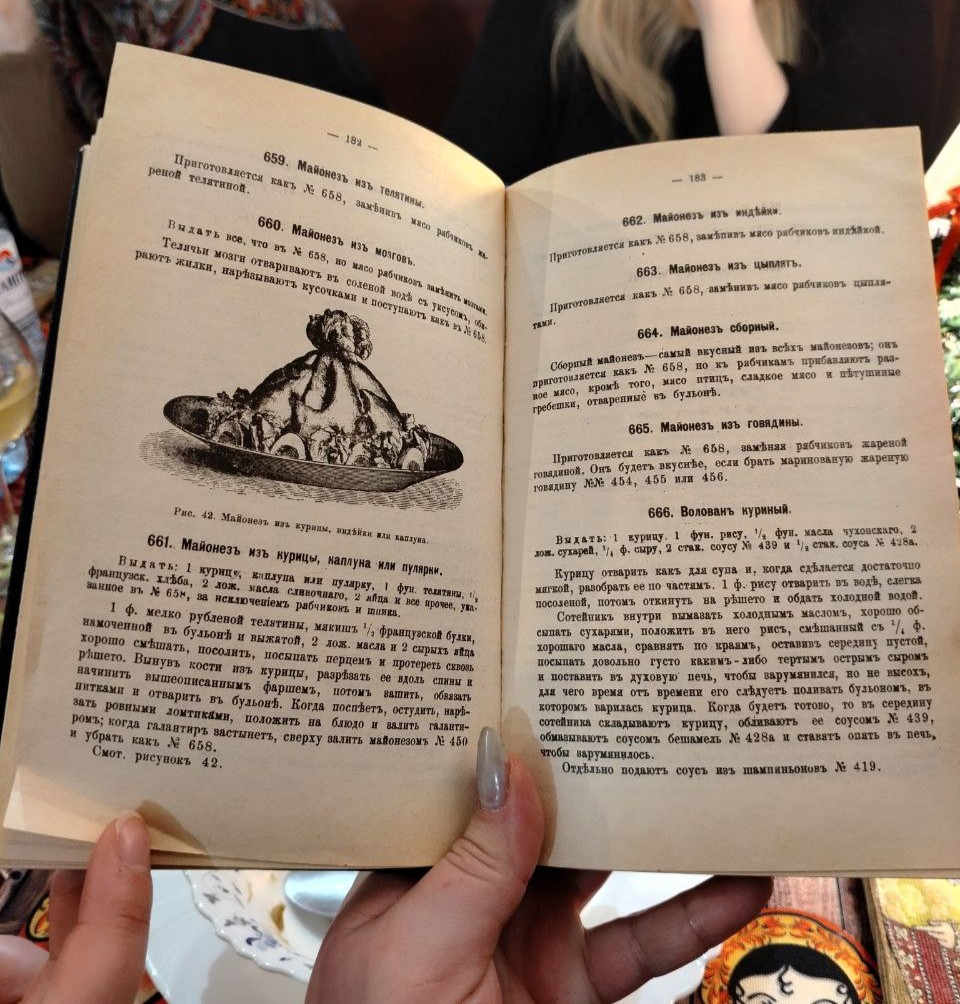 — 182 —
659. Майонезъ изъ телятины.
Приготовляется какъ № 658, замѣнивъ мясо рябчиковъ жа-
реной телятиной.
660. Майонезъ изъ мозговъ.
Выдать все, что въ № 658, но мясо рябчиковъ замѣнить мозгами.
Телячьи мозги отвариваютъ въ соленой водѣ съ уксусомъ, оби-
раютъ жилки, нарѣзываютъ кусочками и поступаютъ какъ въ № 658.
Рис. 42. Майонезъ изъ курицы, индѣйки или каплуна.
661. Майонезъ изъ курицы, каплуна или пулярки.
Выдать: 1 курицу, каплуна или пулярку, 1 фун. телятины, 1/2
французск. хлѣба, 2 лож. масла сливочнаго, 2 яйца и все прочее, ука-
занное въ № 658, за исключеніемъ рябчиковъ и шпика.
1 ф. мелко рубленой телятины, мякишъ 1/2 французской булки,
намоченной въ бульонѣ и выжатой, 2 лож. масла и 2 сырыхъ яйца
хорошо смѣшать, посолить, посыпать перцемъ и протереть сквозь
рѣшето. Вынувъ кости изъ курицы, разрѣзать ее вдоль спины и
начинить вышеописаннымъ фаршемъ, потомъ зашить, обвязать
нитками и отварить въ бульонѣ. Когда поспѣетъ, остудить, нарѣ-
зать ровными ломтиками, положить на блюдо и залить галанти-
ромъ; когда галантиръ застынетъ, сверху залить майонезомъ № 450
и убрать какъ № 658.
Смот. рисунокъ 42.
— 183 —
662. Майонезъ изъ индѣйки.
Приготовляется какъ № 658, замѣнивъ мясо рябчиковъ индѣйкой.
663. Майонезъ изъ цыплятъ.
Приготовляется какъ № 658, замѣнивъ мясо рябчиковъ цыпля-
тами.
664. Майонезъ сборный.
Сборный майонезъ—самый вкусный изъ всѣхъ майонезовъ; онъ
приготовляется какъ № 658, но къ рябчикамъ прибавляютъ раз-
ное мясо, кромѣ того, мясо птицъ, сладкое мясо и пѣтушиные
гребешки, отваренные въ бульонѣ.
665. Майонезъ изъ говядины.
Приготовляется какъ № 658, замѣняя рябчиковъ жареной
говядиной. Онъ будетъ вкуснѣе, если брать маринованую жареную
говядину №№ 454, 455 или 456.
666. Волованъ куриный.
Выдать: 1 курицу. 1 фун. рису, 1/2 фун. масла чухонскаго, 2
лож. сухарей, 1/4 ф. сыру, 2 стак. соусу № 439 и 1/2 стак. соуса № 428а.
Курицу отварить какъ для супа и, когда сдѣлается достаточно
мягкой, разобрать ее по частямъ. 1 ф. рису отварить въ водѣ, слегка
посоленой, потомъ откинуть на рѣшето и обдать холодной водой.
Сотейникъ внутри вымазать холоднымъ масломъ, хорошо об-
сыпать сухарями, положить въ него рисъ, смѣшанный съ 1/4 ф.
хорошаго масла, сравнять по краямъ, оставивъ середину пустой,
посыпать довольно густо какимъ-либо тертымъ острымъ сыромъ
и поставить въ духовую печь, чтобы зарумянился, но не высохъ,
для чего время отъ времени его слѣдуетъ поливать бульономъ, въ
которомъ варилась курица. Когда будетъ готово, то въ середину
сотейника складываютъ курицу, обливаютъ ее соусомъ № 439,
обмазываютъ соусомъ бешамель № 428а и ставятъ опять въ печь,
чтобы зарумянилось.
Отдѣльно подаютъ соусъ изъ шампиньоновъ № 419.